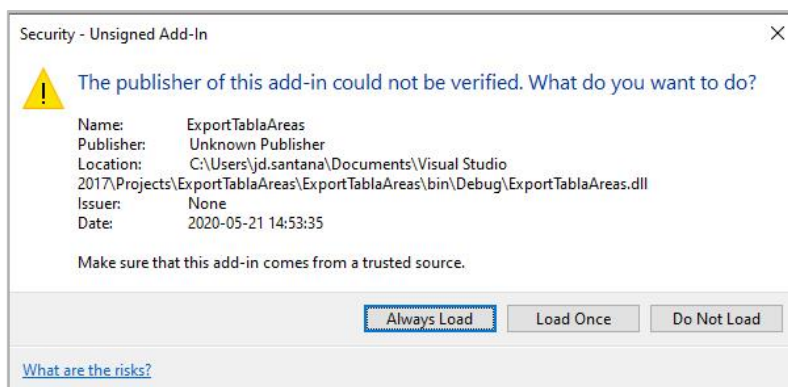 Security - Unsigned Add-In
The publisher of this add-in could not be verified. What do you want to do?
Name: ExportTablaAreas
Publisher: Unknown Publisher
Location: C:\Users\jd.santana\Documents\Visual Studio
2017\Projects\ExportTablaAreas\ExportTablaAreas\bin\Debug\ExportTablaAreas.dll
Issuer: None
Date: 2020-05-21 14:53:35
Make sure that this add-in comes from a trusted source.
Always Load Load Once Do Not Load
What are the risks?